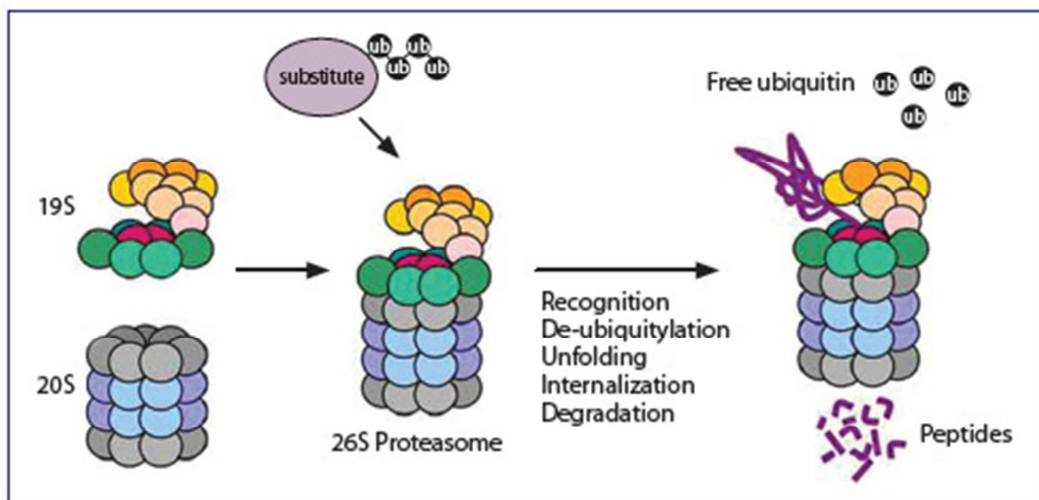 substitute
ub
ub
ub
ub
Free ubiquitin
ub
ub
ub
ub
19S
20S
26S Proteasome
Recognition
De-ubiquitylation
Unfolding
Internalization
Degradation
Peptides